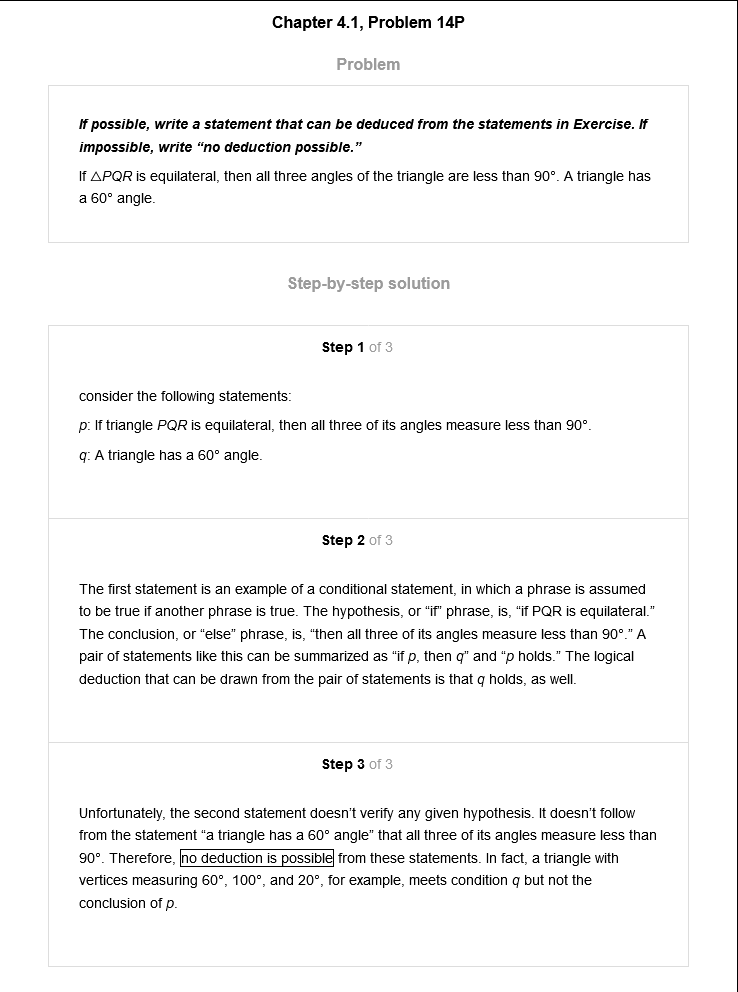 Chapter 4.1, Problem 14P
Problem
If possible, write a statement that can be deduced from the statements in Exercise. If
impossible, write “no deduction possible.”
If △PQR is equilateral, then all three angles of the triangle are less than 90°. A triangle has
a 60° angle.
Step-by-step solution
Step 1 of 3
consider the following statements:
p: If triangle PQR is equilateral, then all three of its angles measure less than 90°.
q: A triangle has a 60° angle.
Step 2 of 3
The first statement is an example of a conditional statement, in which a phrase is assumed
to be true if another phrase is true. The hypothesis, or “if” phrase, is, “if PQR is equilateral.”
The conclusion, or “else” phrase, is, “then all three of its angles measure less than 90°.” A
pair of statements like this can be summarized as “if p, then q” and “p holds.” The logical
deduction that can be drawn from the pair of statements is that q holds, as well.
Step 3 of 3
Unfortunately, the second statement doesn’t verify any given hypothesis. It doesn’t follow
from the statement “a triangle has a 60° angle” that all three of its angles measure less than
90°. Therefore, no deduction is possible from these statements. In fact, a triangle with
vertices measuring 60°, 100°, and 20°, for example, meets condition q but not the
conclusion of p.